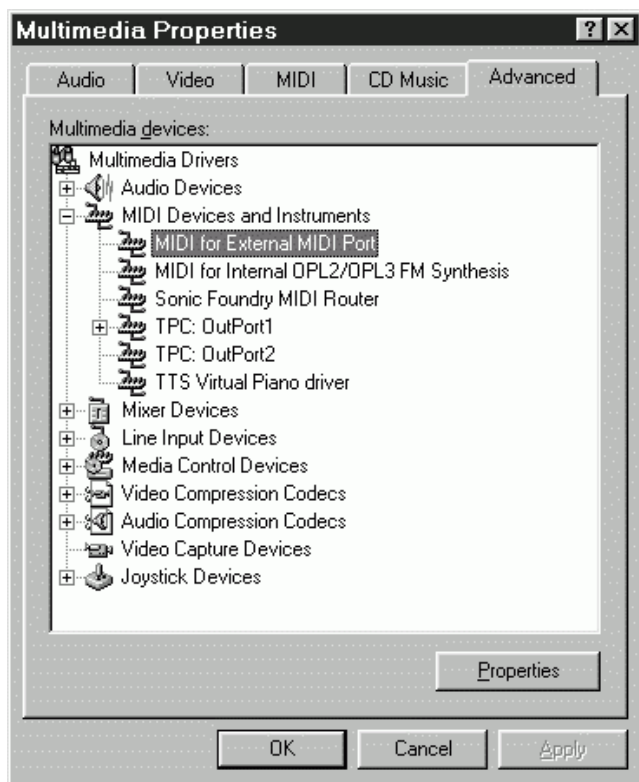 Multimedia Properties
Audio Video MIDI CD Music Advanced
Multimedia devices:
Multimedia Drivers
Audio Devices
MIDI Devices and Instruments
MIDI for External MIDI Port
MIDI for Internal OPL2/OPL3 FM Synthesis
Sonic Foundry MIDI Router
TPC: OutPort1
TPC: OutPort2
TTS Virtual Piano driver
Mixer Devices
Line Input Devices
Media Control Devices
Video Compression Codecs
Audio Compression Codecs
Video Capture Devices
Joystick Devices
Properties
OK Cancel Apply